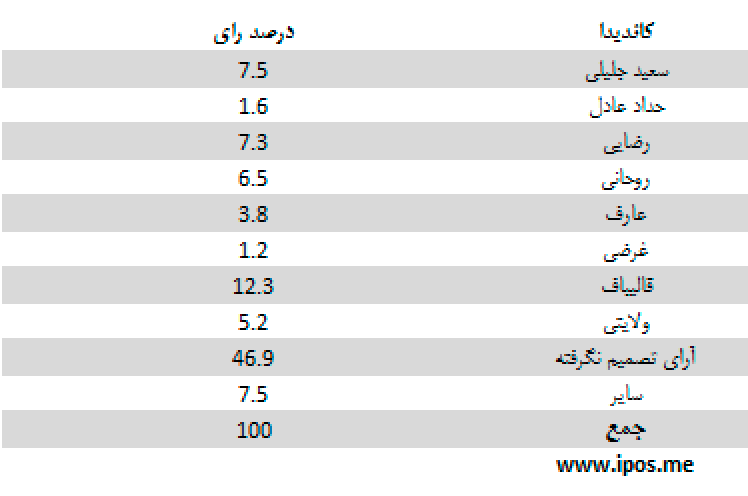 کاندیدا درصد رای
سعید جلیلی 7.5
حداد عادل 1.6
رضایی 7.3
روحانی 6.5
عارف 3.8
غرضی 1.2
قالیباف 12.3
ولایتی 5.2
آرای تصمیم نگرفته 46.9
سایر 7.5
جمع 100
www.ipos.me